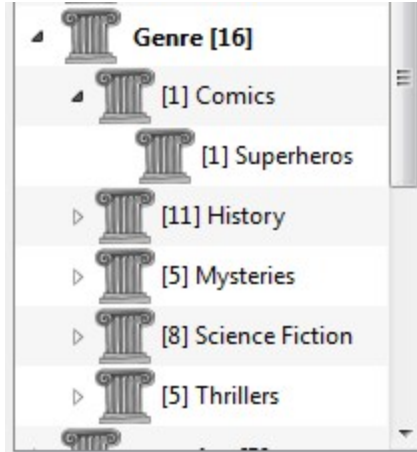 Genre [16]
[1] Comics
[1] Superheros
[11] History
[5] Mysteries
[8] Science Fiction
[5] Thrillers